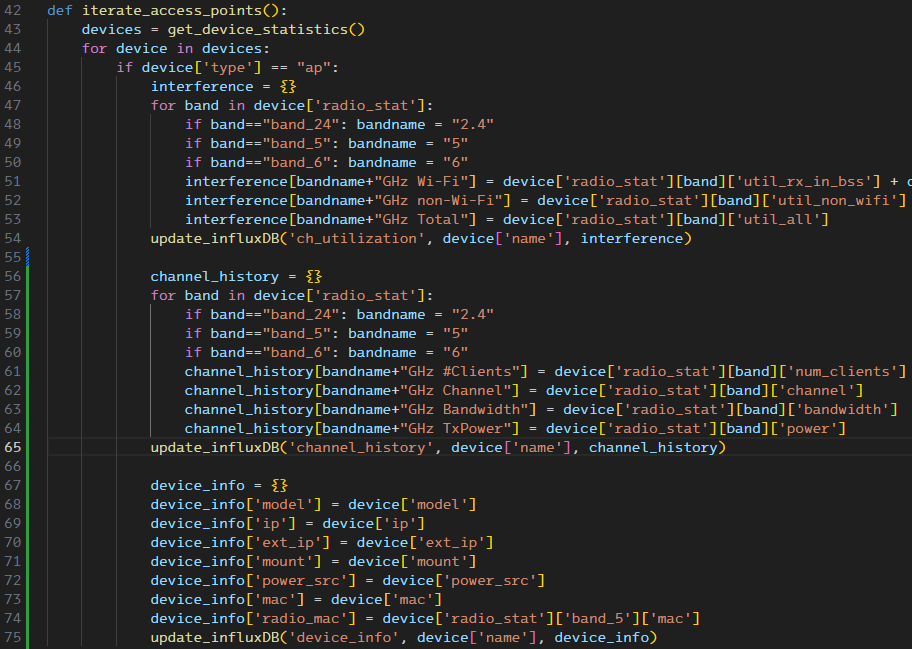 42 def iterate_access_points():
43     devices = get_device_statistics()
44     for device in devices:
45         if device['type'] == "ap":
46             interference = {}
47             for band in device['radio_stat']:
48                 if band=="band_24": bandname = "2.4"
49                 if band=="band_5": bandname = "5"
50                 if band=="band_6": bandname = "6"
51                 interference[bandname+"GHz Wi-Fi"] = device['radio_stat'][band]['util_rx_in_bss'] +
52                 interference[bandname+"GHz non-Wi-Fi"] = device['radio_stat'][band]['util_non_wifi']
53                 interference[bandname+"GHz Total"] = device['radio_stat'][band]['util_all']
54             update_influxDB('ch_utilization', device['name'], interference)
55
56             channel_history = {}
57             for band in device['radio_stat']:
58                 if band=="band_24": bandname = "2.4"
59                 if band=="band_5": bandname = "5"
60                 if band=="band_6": bandname = "6"
61                 channel_history[bandname+"GHz #Clients"] = device['radio_stat'][band]['num_clients']
62                 channel_history[bandname+"GHz Channel"] = device['radio_stat'][band]['channel']
63                 channel_history[bandname+"GHz Bandwidth"] = device['radio_stat'][band]['bandwidth']
64                 channel_history[bandname+"GHz TxPower"] = device['radio_stat'][band]['power']
65             update_influxDB('channel_history', device['name'], channel_history)
66
67             device_info = {}
68             device_info['model'] = device['model']
69             device_info['ip'] = device['ip']
70             device_info['ext_ip'] = device['ext_ip']
71             device_info['mount'] = device['mount']
72             device_info['power_src'] = device['power_src']
73             device_info['mac'] = device['mac']
74             device_info['radio_mac'] = device['radio_stat']['band_5']['mac']
75             update_influxDB('device_info', device['name'], device_info)